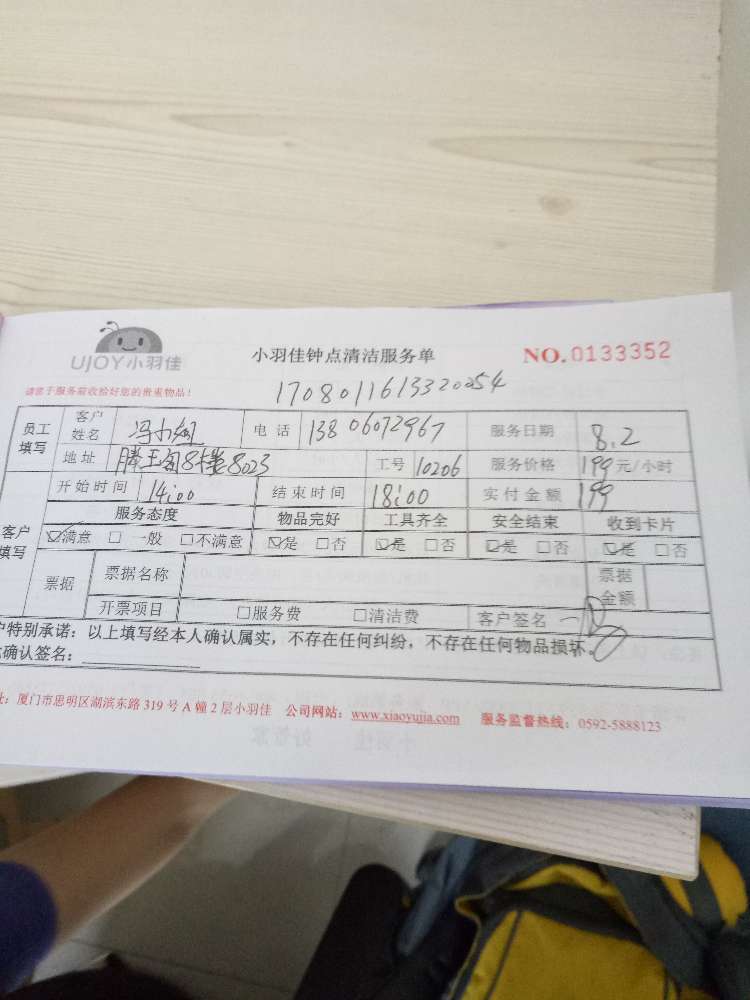 UJOY小羽佳 小羽佳钟点清洁服务单 NO.0133352
请您于服务前收拾好您的贵重物品! 1708011613320054
员工填写 客户姓名 冯小姐 电话 13806072967 服务日期 8.2
地址 滕王阁8楼8023 工号 10206 服务价格 199元/小时
开始时间 14:00 结束时间 18:00 实付金额 199
客户填写 服务态度 物品完好 工具齐全 安全结束 收到卡片
☑满意 □一般 □不满意 ☑是 □否 ☑是 □否 ☑是 □否 ☑是 □否
票据 票据名称 票据金额
开票项目 □服务费 □清洁费 客户签名
户特别承诺:以上填写经本人确认属实,不存在任何纠纷,不存在任何物品损坏。
确认签名:
址:厦门市思明区湖滨东路319号A幢2层小羽佳 公司网站:www.xiaoyujia.com 服务监督热线:0592-5888123